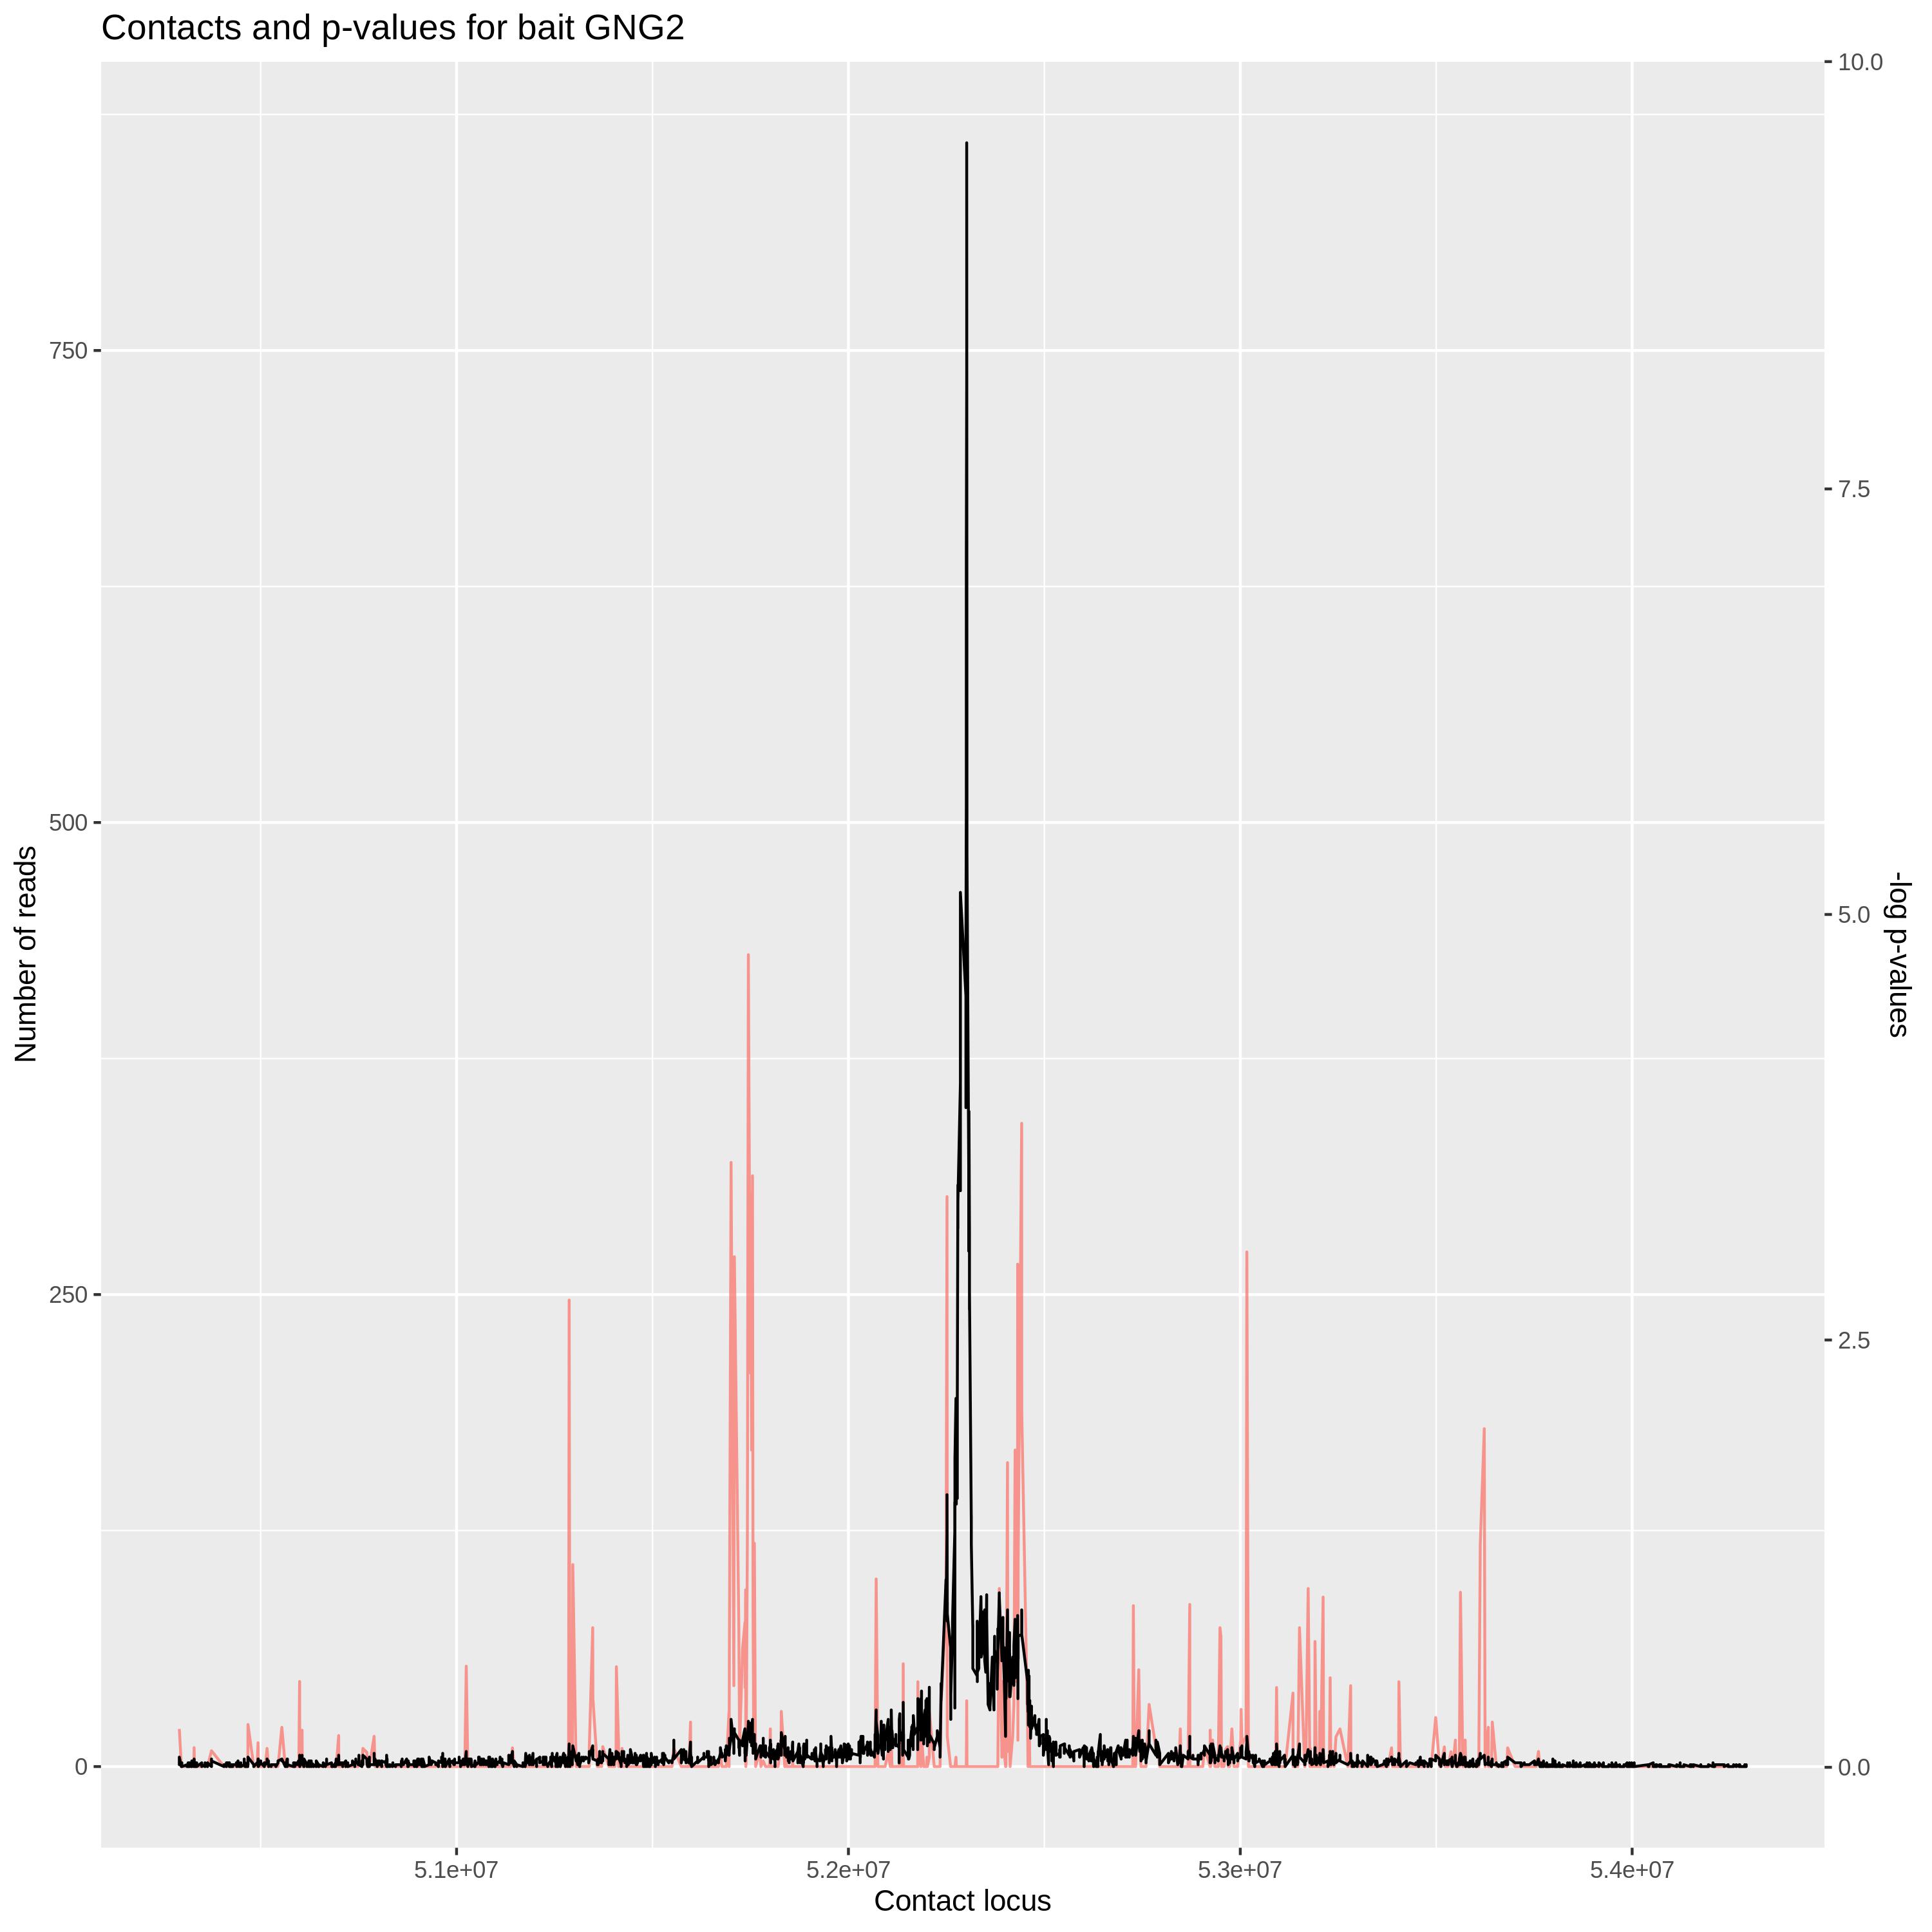 Contacts and p-values for bait GNG2
10.0
7.5
5.0
2.5
0.0
-log p-values
750
500
250
0
Number of reads
5.1e+07
5.2e+07
5.3e+07
5.4e+07
Contact locus